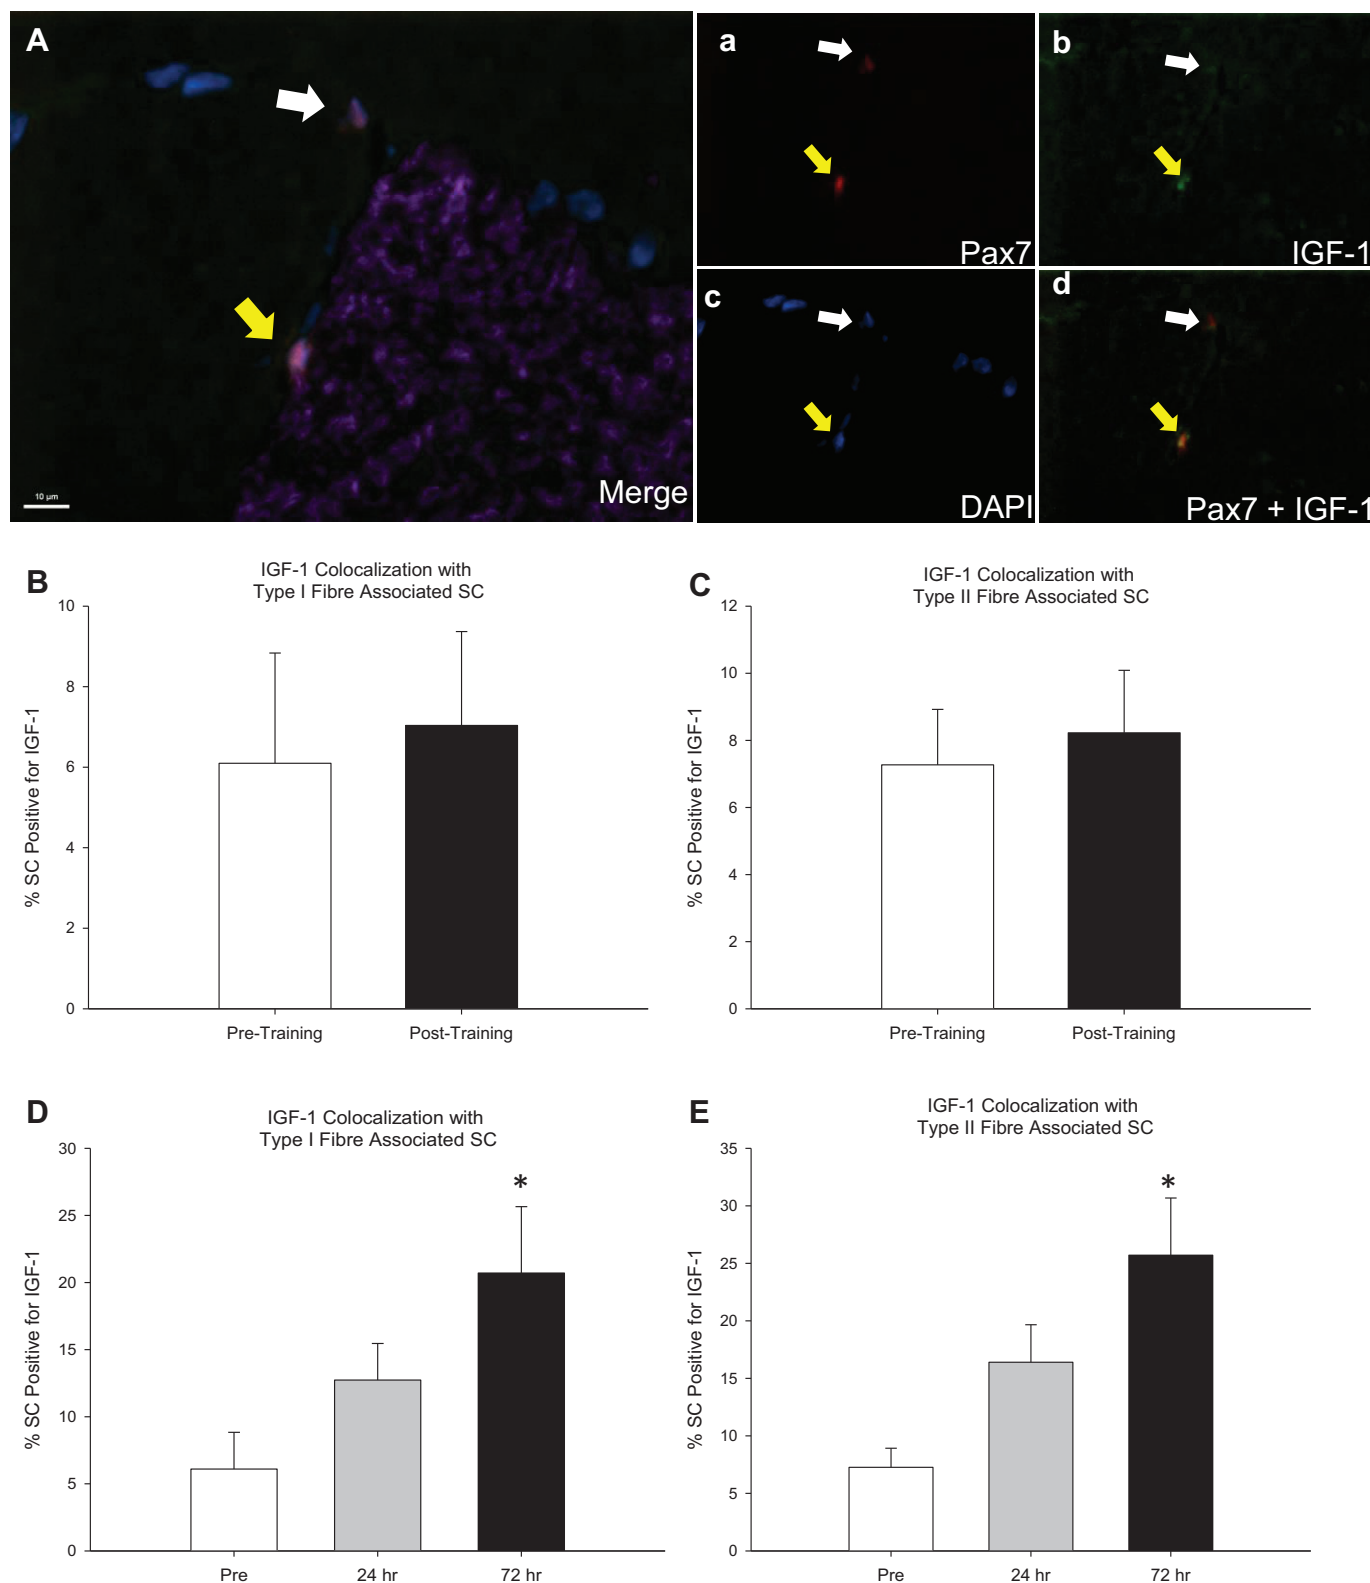 A
Merge
10 µm
a
Pax7
b
IGF-1
c
DAPI
d
Pax7 + IGF-1
B
IGF-1 Colocalization with
Type I Fibre Associated SC
% SC Positive for IGF-1
10
8
6
4
2
0
Pre-Training
Post-Training
C
IGF-1 Colocalization with
Type II Fibre Associated SC
% SC Positive for IGF-1
12
10
8
6
4
2
0
Pre-Training
Post-Training
D
IGF-1 Colocalization with
Type I Fibre Associated SC
% SC Positive for IGF-1
30
25
20
15
10
5
0
*
Pre
24 hr
72 hr
E
IGF-1 Colocalization with
Type II Fibre Associated SC
% SC Positive for IGF-1
35
30
25
20
15
10
5
0
*
Pre
24 hr
72 hr